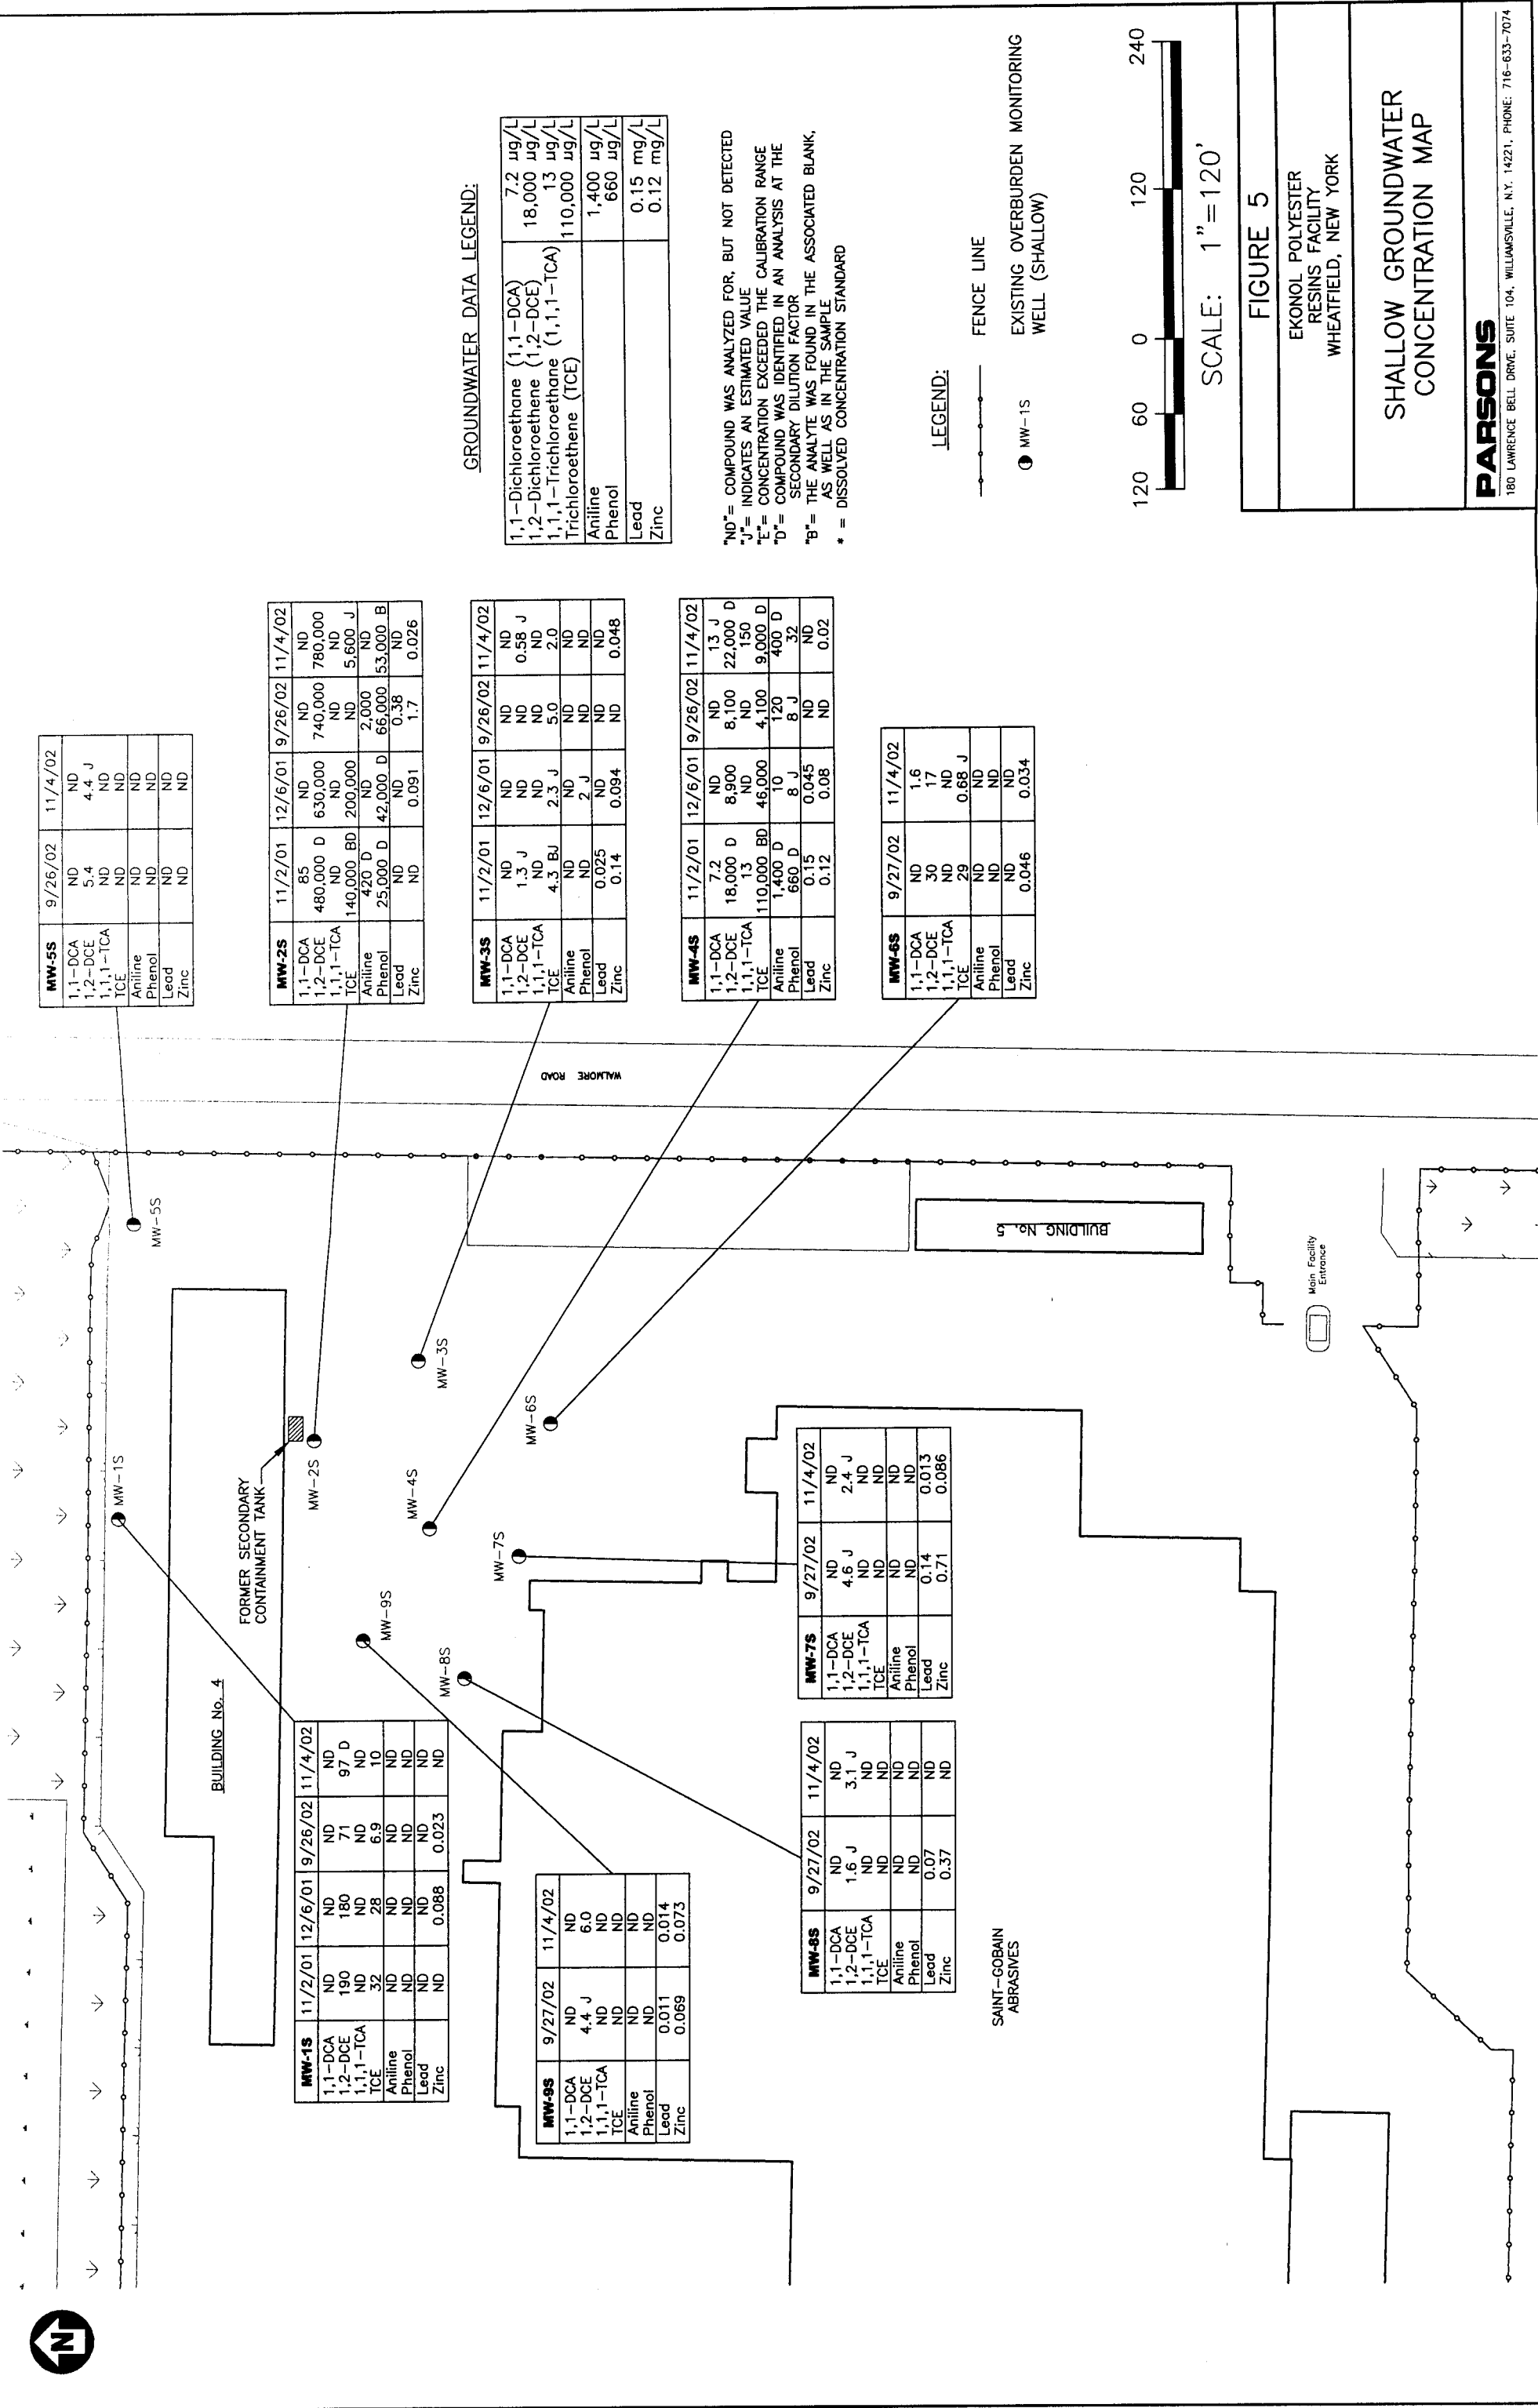 N
MW-1S
MW-5S
BUILDING No. 4
FORMER SECONDARY
CONTAINMENT TANK
MW-2S
MW-9S
MW-4S
MW-3S
MW-8S
MW-7S
MW-6S
WALMORE ROAD
BUILDING No. 5
Main Facility
Entrance
SAINT-GOBAIN
ABRASIVES
MW-1S 11/2/01 12/6/01 9/26/02 11/4/02
1,1-DCA ND ND ND ND
1,2-DCE 190 180 71 97 D
1,1,1-TCA ND ND ND ND
TCE 32 28 6.9 10
Aniline ND ND ND ND
Phenol ND ND ND ND
Lead ND ND ND ND
Zinc ND 0.088 0.023 ND
MW-9S 9/27/02 11/4/02
1,1-DCA ND ND
1,2-DCE 4.4 J 6.0
1,1,1-TCA ND ND
TCE ND ND
Aniline ND ND
Phenol ND ND
Lead 0.011 0.014
Zinc 0.069 0.073
MW-8S 9/27/02 11/4/02
1,1-DCA ND ND
1,2-DCE 1.6 J 3.1 J
1,1,1-TCA ND ND
TCE ND ND
Aniline ND ND
Phenol ND ND
Lead 0.07 ND
Zinc 0.37 ND
MW-7S 9/27/02 11/4/02
1,1-DCA ND ND
1,2-DCE 4.6 J 2.4 J
1,1,1-TCA ND ND
TCE ND ND
Aniline ND ND
Phenol ND ND
Lead 0.14 0.013
Zinc 0.71 0.086
MW-5S 9/26/02 11/4/02
1,1-DCA ND ND
1,2-DCE 5.4 4.4 J
1,1,1-TCA ND ND
TCE ND ND
Aniline ND ND
Phenol ND ND
Lead ND ND
Zinc ND ND
MW-2S 11/2/01 12/6/01 9/26/02 11/4/02
1,1-DCA 85 ND ND ND
1,2-DCE 480,000 D 630,000 740,000 780,000
1,1,1-TCA ND ND ND ND
TCE 140,000 BD 200,000 ND 5,600 J
Aniline 420 D ND 2,000 ND
Phenol 25,000 D 42,000 D 66,000 53,000 B
Lead ND ND 0.38 ND
Zinc ND 0.091 1.7 0.026
MW-3S 11/2/01 12/6/01 9/26/02 11/4/02
1,1-DCA ND ND ND ND
1,2-DCE 1.3 J ND ND 0.58 J
1,1,1-TCA ND ND ND ND
TCE 4.3 BJ 2.3 J 5.0 2.0
Aniline ND ND ND ND
Phenol ND 2 J ND ND
Lead 0.025 ND ND ND
Zinc 0.14 0.094 ND 0.048
MW-4S 11/2/01 12/6/01 9/26/02 11/4/02
1,1-DCA 7.2 ND ND 13 J
1,2-DCE 18,000 D 8,900 8,100 22,000 D
1,1,1-TCA 13 ND ND 150
TCE 110,000 BD 46,000 4,100 9,000 D
Aniline 1,400 D 10 120 400 D
Phenol 660 D 8 J 8 J 32
Lead 0.15 0.045 ND ND
Zinc 0.12 0.08 ND 0.02
MW-6S 9/27/02 11/4/02
1,1-DCA ND 1.6
1,2-DCE 30 17
1,1,1-TCA ND ND
TCE 29 0.68 J
Aniline ND ND
Phenol ND ND
Lead ND ND
Zinc 0.046 0.034
GROUNDWATER DATA LEGEND:
1,1-Dichloroethane (1,1-DCA) 7.2 ug/L
1,2-Dichloroethene (1,2-DCE) 18,000 ug/L
1,1,1-Trichloroethane (1,1,1-TCA) 13 ug/L
Trichloroethene (TCE) 110,000 ug/L
Aniline 1,400 ug/L
Phenol 660 ug/L
Lead 0.15 mg/L
Zinc 0.12 mg/L
"ND"= COMPOUND WAS ANALYZED FOR, BUT NOT DETECTED
"J"= INDICATES AN ESTIMATED VALUE
"E"= CONCENTRATION EXCEEDED THE CALIBRATION RANGE
"D"= COMPOUND WAS IDENTIFIED IN AN ANALYSIS AT THE
SECONDARY DILUTION FACTOR
"B"= THE ANALYTE WAS FOUND IN THE ASSOCIATED BLANK,
AS WELL AS IN THE SAMPLE
* = DISSOLVED CONCENTRATION STANDARD
LEGEND:
FENCE LINE
MW-1S EXISTING OVERBURDEN MONITORING
WELL (SHALLOW)
120 60 0 120 240
SCALE: 1"=120'
FIGURE 5
EKONOL POLYESTER
RESINS FACILITY
WHEATFIELD, NEW YORK
SHALLOW GROUNDWATER
CONCENTRATION MAP
PARSONS
180 LAWRENCE BELL DRIVE, SUITE 104, WILLIAMSVILLE, N.Y. 14221, PHONE: 716-633-7074